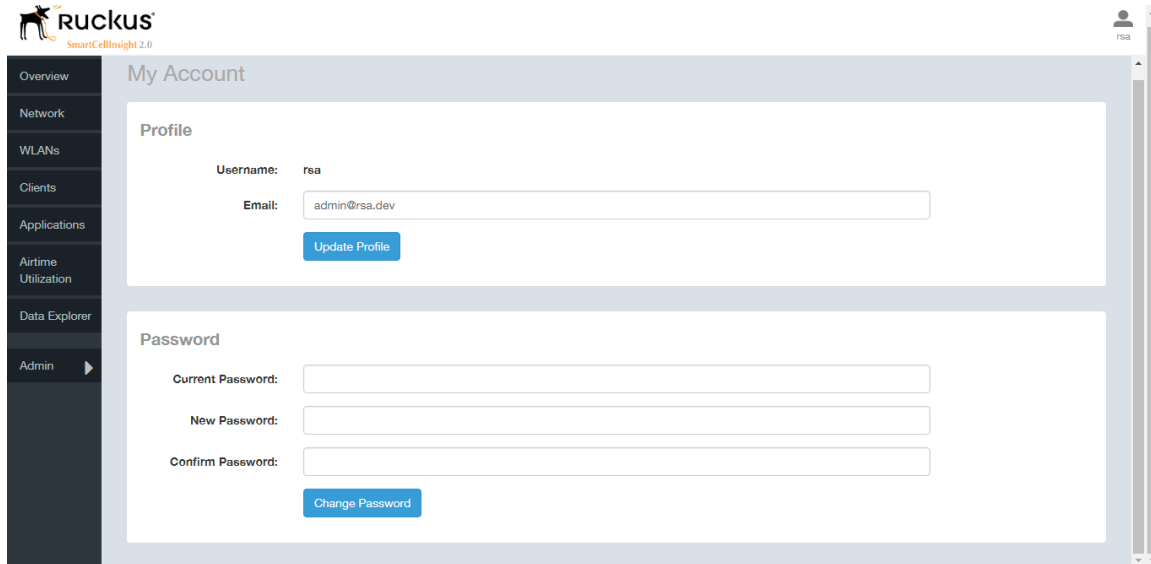 Ruckus
SmartCellInsight 2.0
rsa
Overview
Network
WLANs
Clients
Applications
Airtime
Utilization
Data Explorer
Admin
My Account
Profile
Username: rsa
Email: admin@rsa.dev
Update Profile
Password
Current Password:
New Password:
Confirm Password:
Change Password